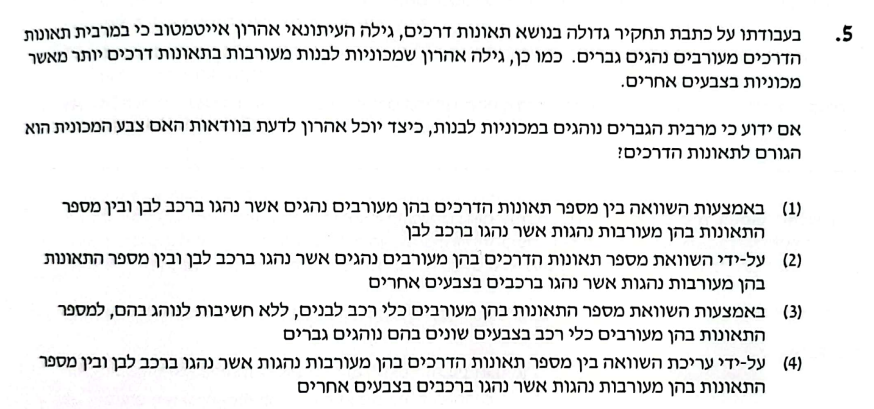 5. בעבודתו על כתבת תחקיר גדולה בנושא תאונות דרכים, גילה העיתונאי אהרון אייטמטוב כי במרבית תאונות
הדרכים מעורבים נהגים גברים. כמו כן, גילה אהרון שמכוניות לבנות מעורבות בתאונות דרכים יותר מאשר
מכוניות בצבעים אחרים.
אם ידוע כי מרבית הגברים נוהגים במכוניות לבנות, כיצד יוכל אהרון לדעת בוודאות האם צבע המכונית הוא
הגורם לתאונות הדרכים?
(1) באמצעות השוואה בין מספר תאונות הדרכים בהן מעורבים נהגים אשר נהגו ברכב לבן ובין מספר
התאונות בהן מעורבות נהגות אשר נהגו ברכב לבן
(2) על-ידי השוואת מספר תאונות הדרכים בהן מעורבים נהגים אשר נהגו ברכב לבן ובין מספר התאונות
בהן מעורבות נהגות אשר נהגו ברכבים בצבעים אחרים
(3) באמצעות השוואת מספר התאונות בהן מעורבים כלי רכב לבנים, ללא חשיבות לנוהג בהם, למספר
התאונות בהן מעורבים כלי רכב בצבעים שונים בהם נוהגים גברים
(4) על-ידי עריכת השוואה בין מספר תאונות הדרכים בהן מעורבות נהגות אשר נהגו ברכב לבן ובין מספר
התאונות בהן מעורבות נהגות אשר נהגו ברכבים בצבעים אחרים